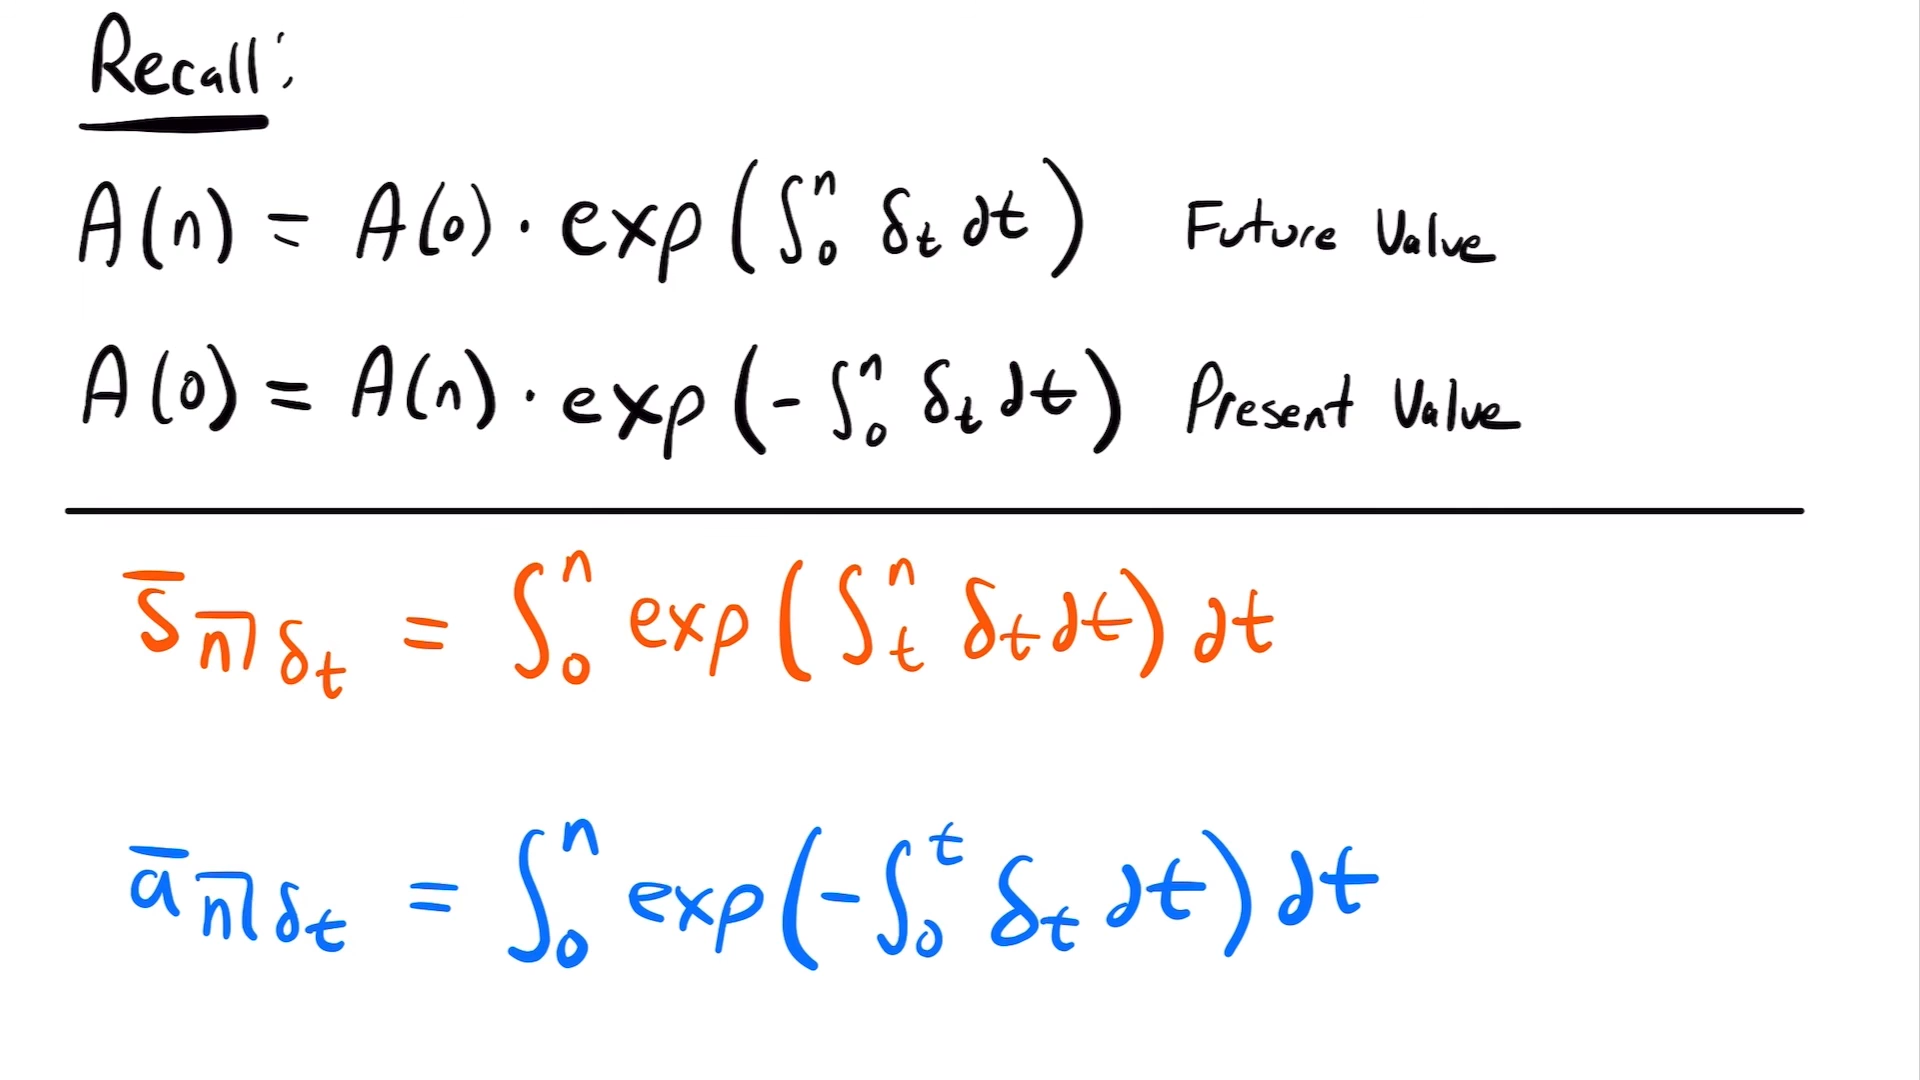 Recall:
A(n) = A(0) · exp(∫₀ⁿ δₜ dt) Future Value
A(0) = A(n) · exp(-∫₀ⁿ δₜ dt) Present Value
s̅ n̅| δₜ = ∫₀ⁿ exp(∫ₜⁿ δₜ dt) dt
a̅ n̅| δₜ = ∫₀ⁿ exp(-∫₀ᵗ δₜ dt) dt